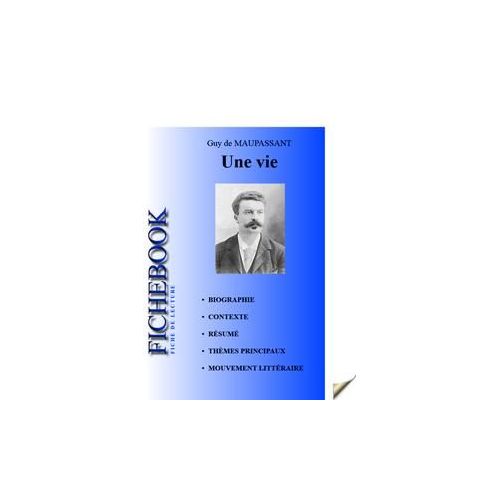 Guy de MAUPASSANT
Une vie
FICHEBOOK
FICHE DE LECTURE
• BIOGRAPHIE
• CONTEXTE
• RÉSUMÉ
• THÈMES PRINCIPAUX
• MOUVEMENT LITTÉRAIRE